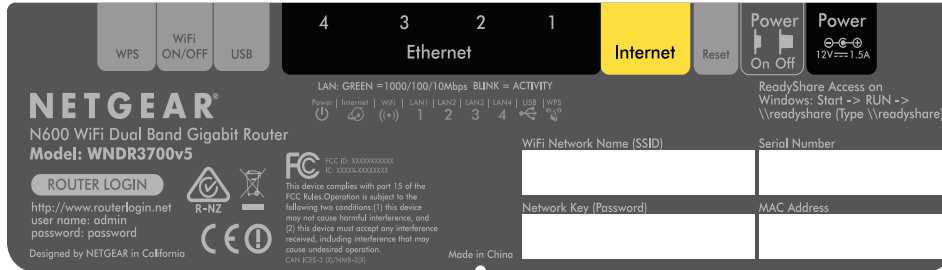 4 3 2 1
WPS
WiFi
ON/OFF
USB
Ethernet
Internet
Reset
Power
On Off
Power
12V 1.5A
LAN: GREEN =1000/100/10Mbps BLINK = ACTIVITY
Power | Internet | WiFi | LAN1 | LAN2 | LAN3 | LAN4 | USB | WPS
1 2 3 4
ReadyShare Access on
Windows: Start -> RUN ->
\\readyshare (Type \\readyshare)
NETGEAR®
N600 WiFi Dual Band Gigabit Router
Model: WNDR3700v5
ROUTER LOGIN
http://www.routerlogin.net
user name: admin
password: password
Designed by NETGEAR in California
R-NZ
CE
FC
FCC ID: XXXXXXXXXXX
IC: XXXXX-XXXXXXXX
This device complies with part 15 of the
FCC Rules.Operation is subject to the
following two conditions:(1) this device
may not cause harmful interference, and
(2) this device must accept any interference
received, including interference that may
cause undesired operation.
CAN ICES-3 (X)/NMB-3(X)
Made in China
WiFi Network Name (SSID)
Serial Number
Network Key (Password)
MAC Address